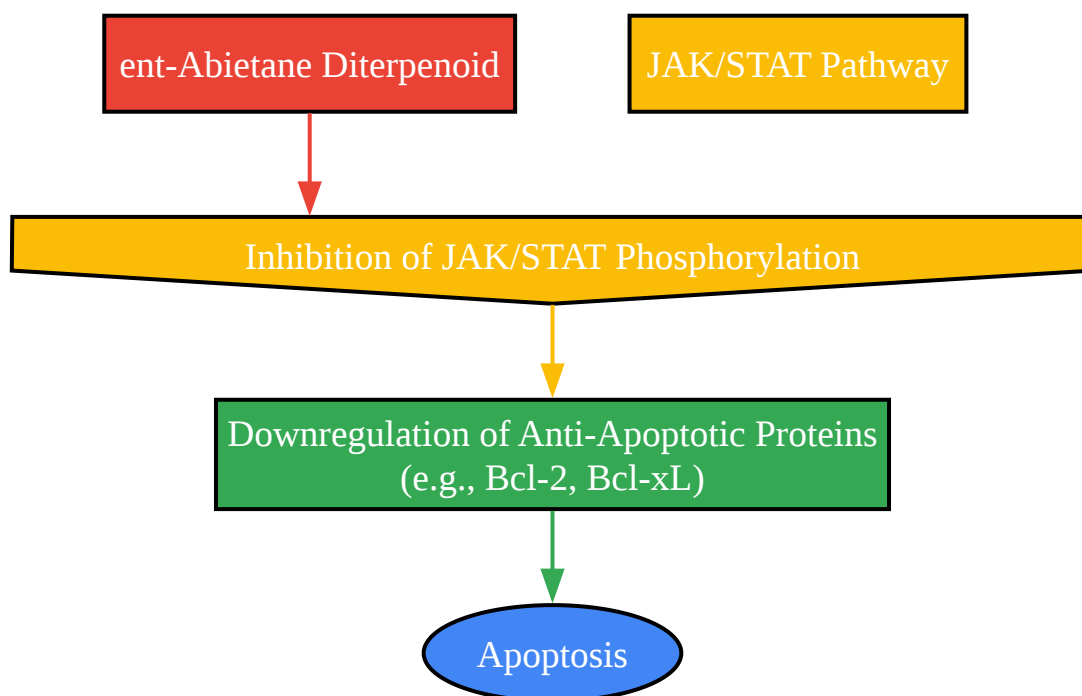 ent-Abietane Diterpenoid
JAK/STAT Pathway
Inhibition of JAK/STAT Phosphorylation
Downregulation of Anti-Apoptotic Proteins
(e.g., Bcl-2, Bcl-xL)
Apoptosis